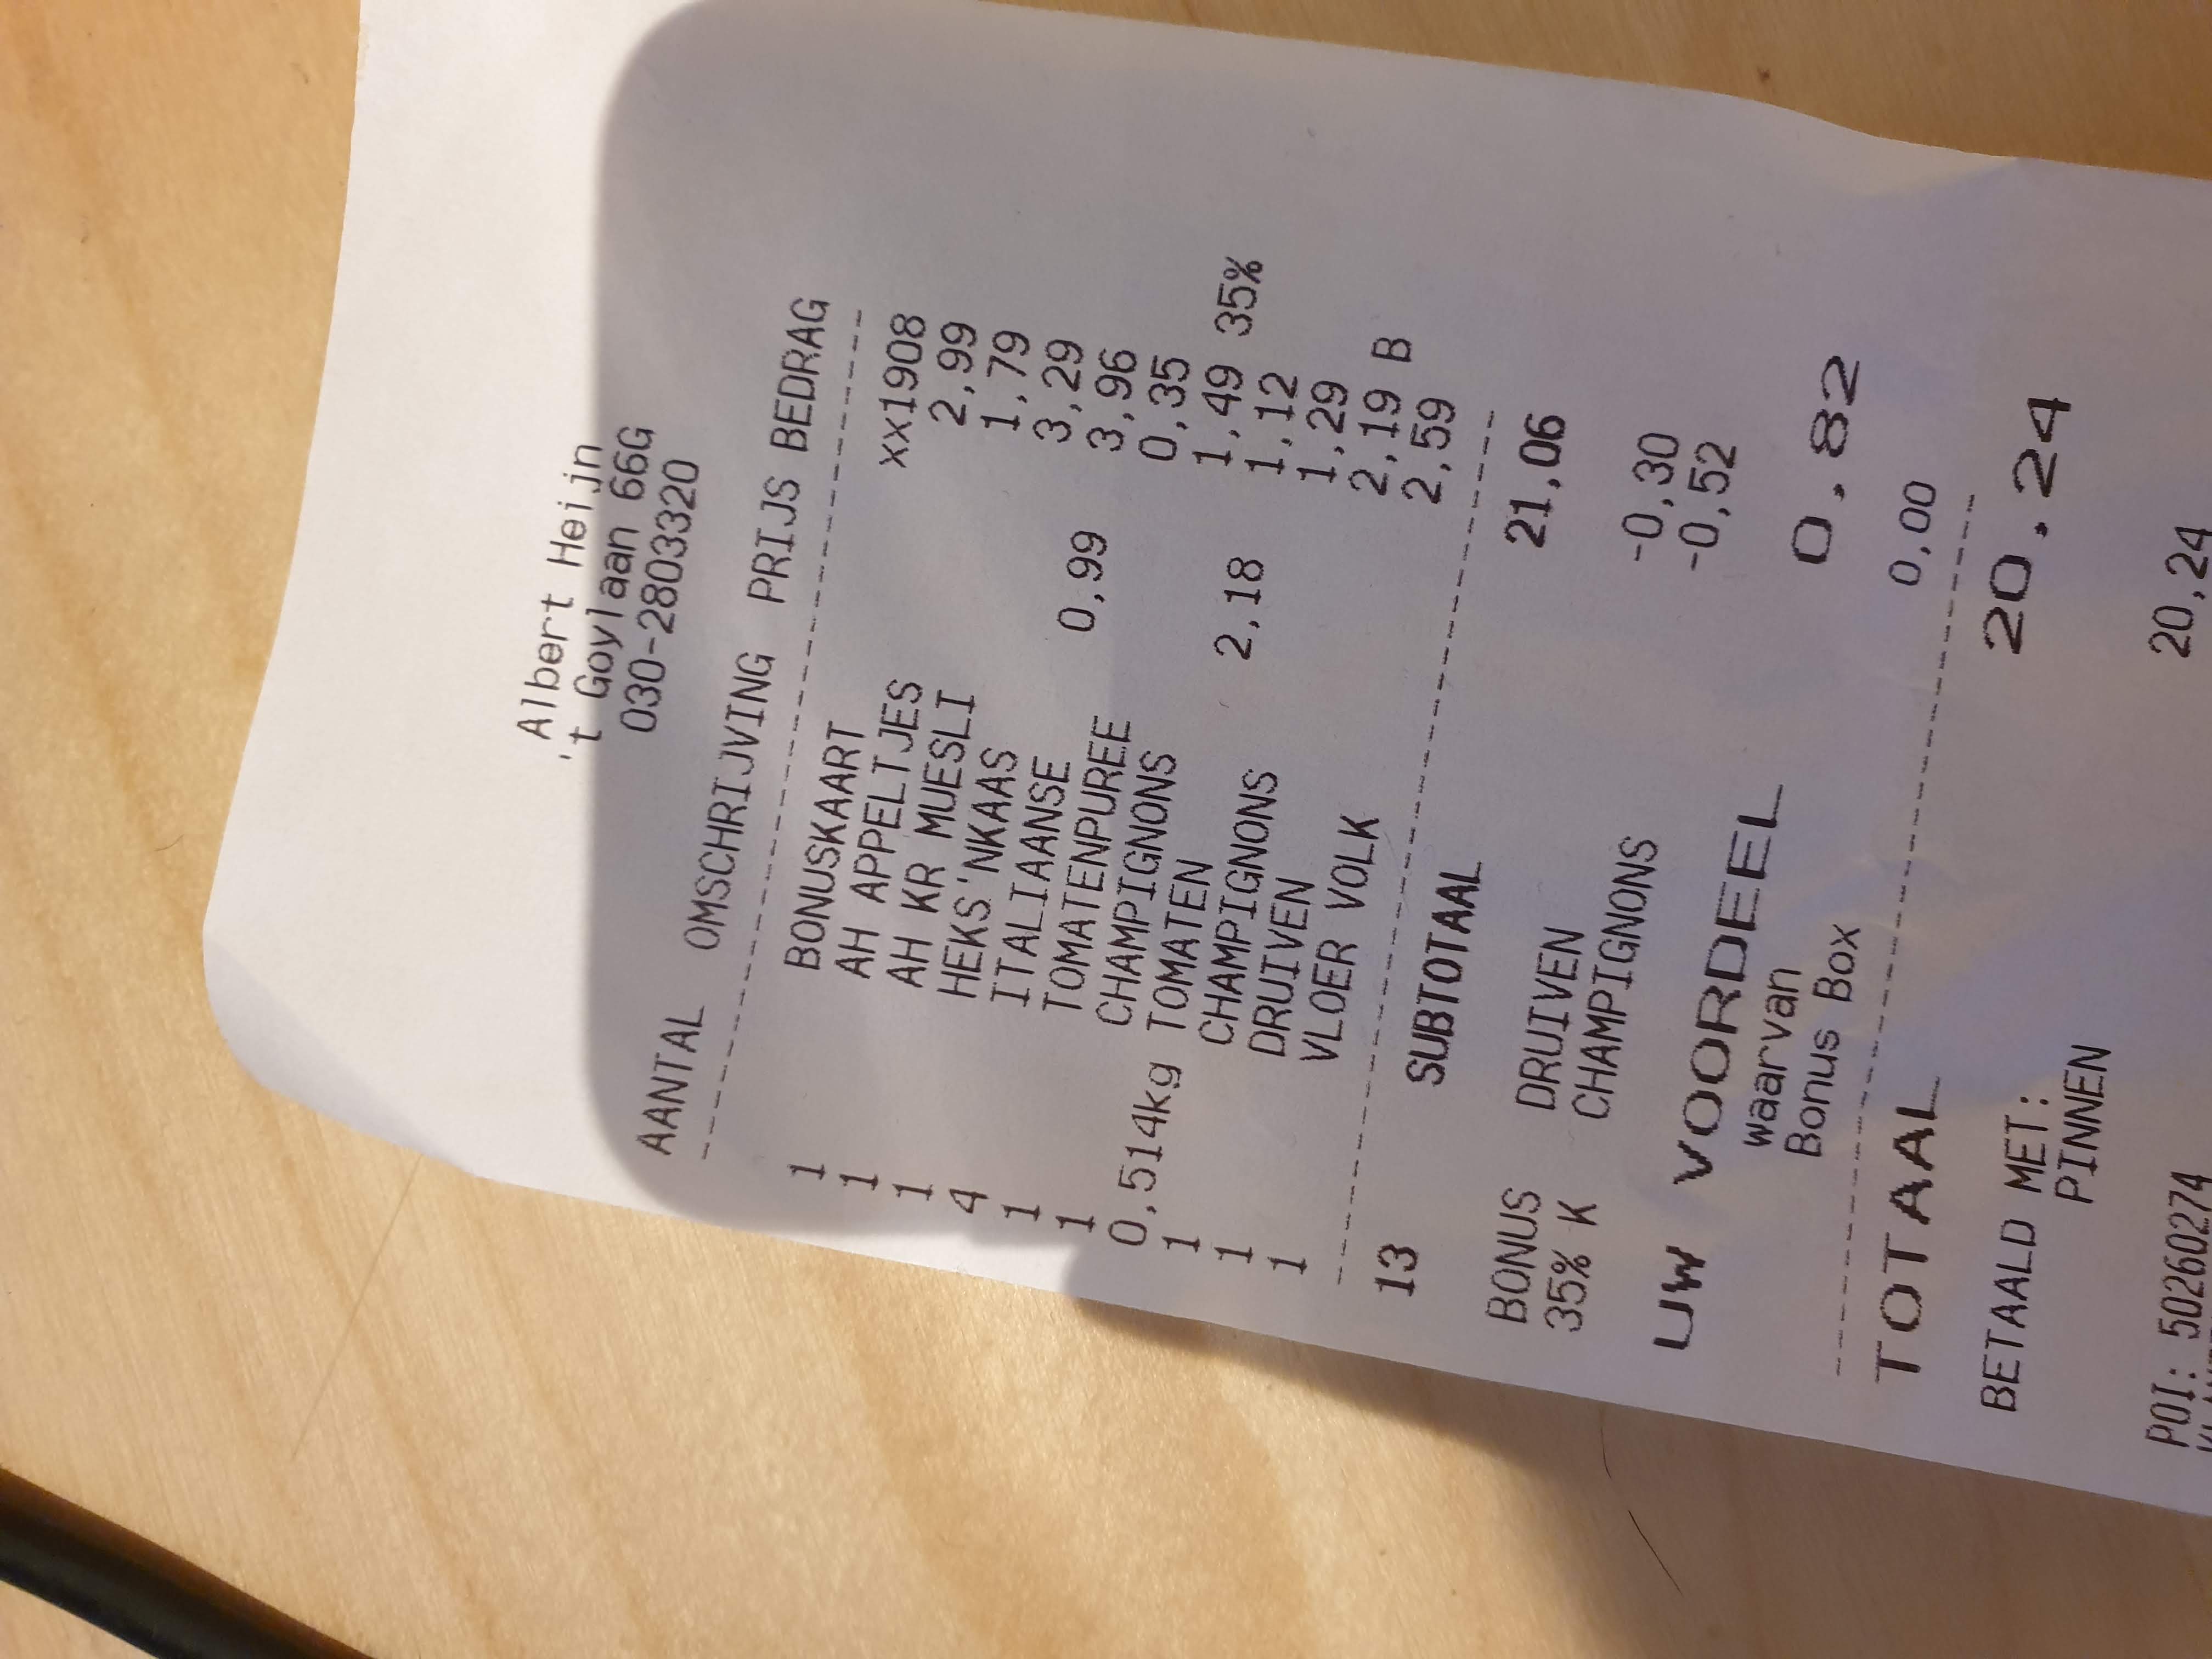 Albert Heijn
't Goylaan 66G
030-2803320
AANTAL OMSCHRIJVING PRIJS BEDRAG
1 BONUSKAART xx1908
1 AH APPELTJES 2,99
1 AH KR MUESLI 1,79
1 HEKS'NKAAS 3,29
4 ITALIAANSE 0,99 3,96
1 TOMATENPUREE 0,35
1 CHAMPIGNONS 1,49 35%
0,514kg TOMATEN 2,18 1,12
1 CHAMPIGNONS 1,29
1 DRUIVEN 2,19 B
1 VLOER VOLK 2,59
13 SUBTOTAAL 21,06
BONUS DRUIVEN -0,30
35% K CHAMPIGNONS -0,52
UW VOORDEEL 0.82
waarvan
Bonus Box 0,00
TOTAAL 20.24
BETAALD MET:
PINNEN 20,24
POI: 50260274